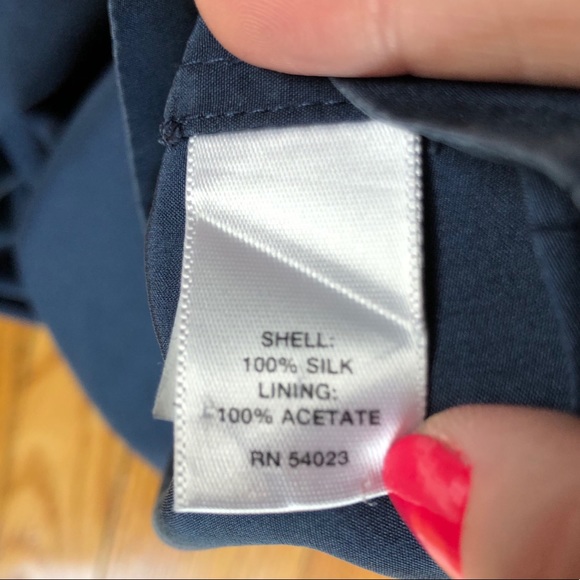 SHELL:
100% SILK
LINING:
100% ACETATE
RN 54023